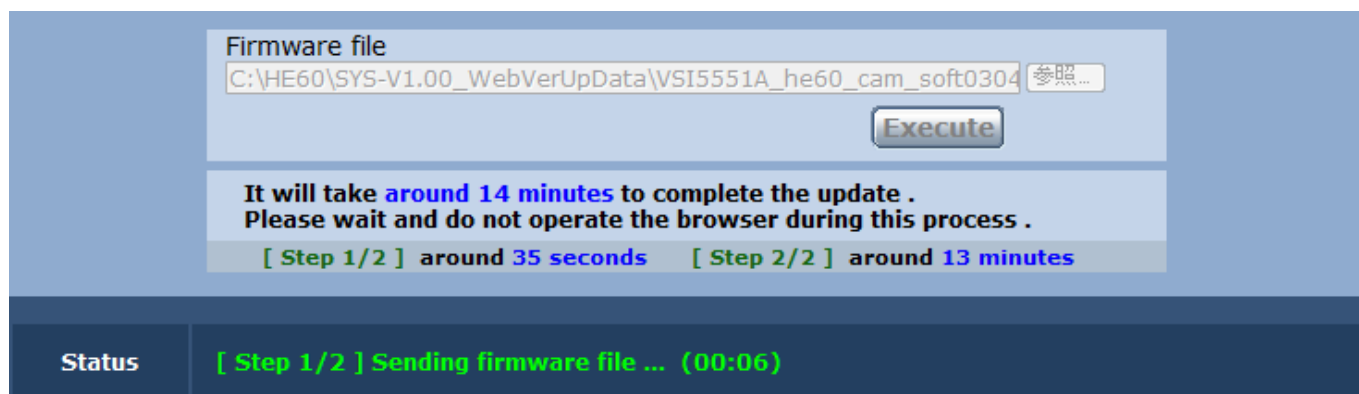 Firmware file
C:\HE60\SYS-V1.00_WebVerUpData\VSI5551A_he60_cam_soft0304 参照...
Execute
It will take around 14 minutes to complete the update .
Please wait and do not operate the browser during this process .
[ Step 1/2 ] around 35 seconds [ Step 2/2 ] around 13 minutes
Status [ Step 1/2 ] Sending firmware file ... (00:06)